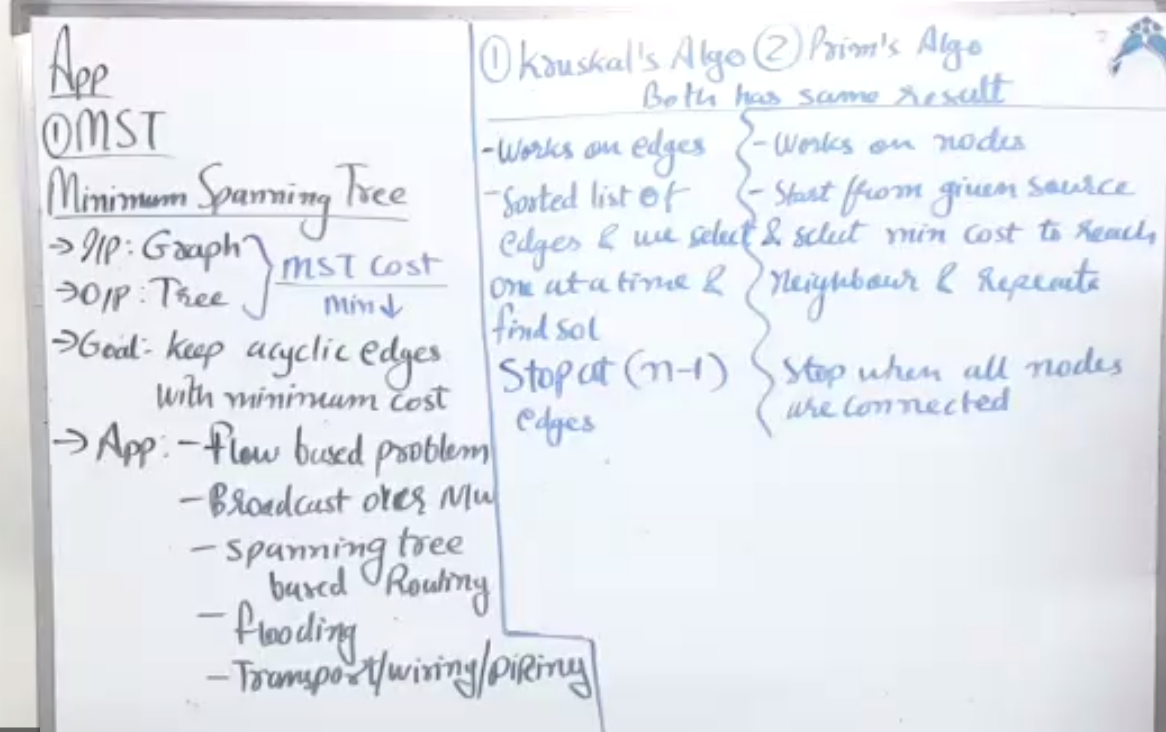 App
①MST
Minimum Spanning Tree
→ I/P: Graph
→ O/P: Tree
MST Cost
min↓
→ Goal:- keep acyclic edges
with minimum cost
→ App: - flow based problem
- Broadcast over N/w
- spanning tree
based Routing
- flooding
- Transport/wiring/piping
① Kruskal's Algo ② Prim's Algo
Both has same result
- Works on edges
- Sorted list of
edges & we select
one at a time &
find sol
Stop at (n-1)
edges
- Works on nodes
- Start from given source
& select min cost to reach
neighbour & repeate
Stop when all nodes
are connected